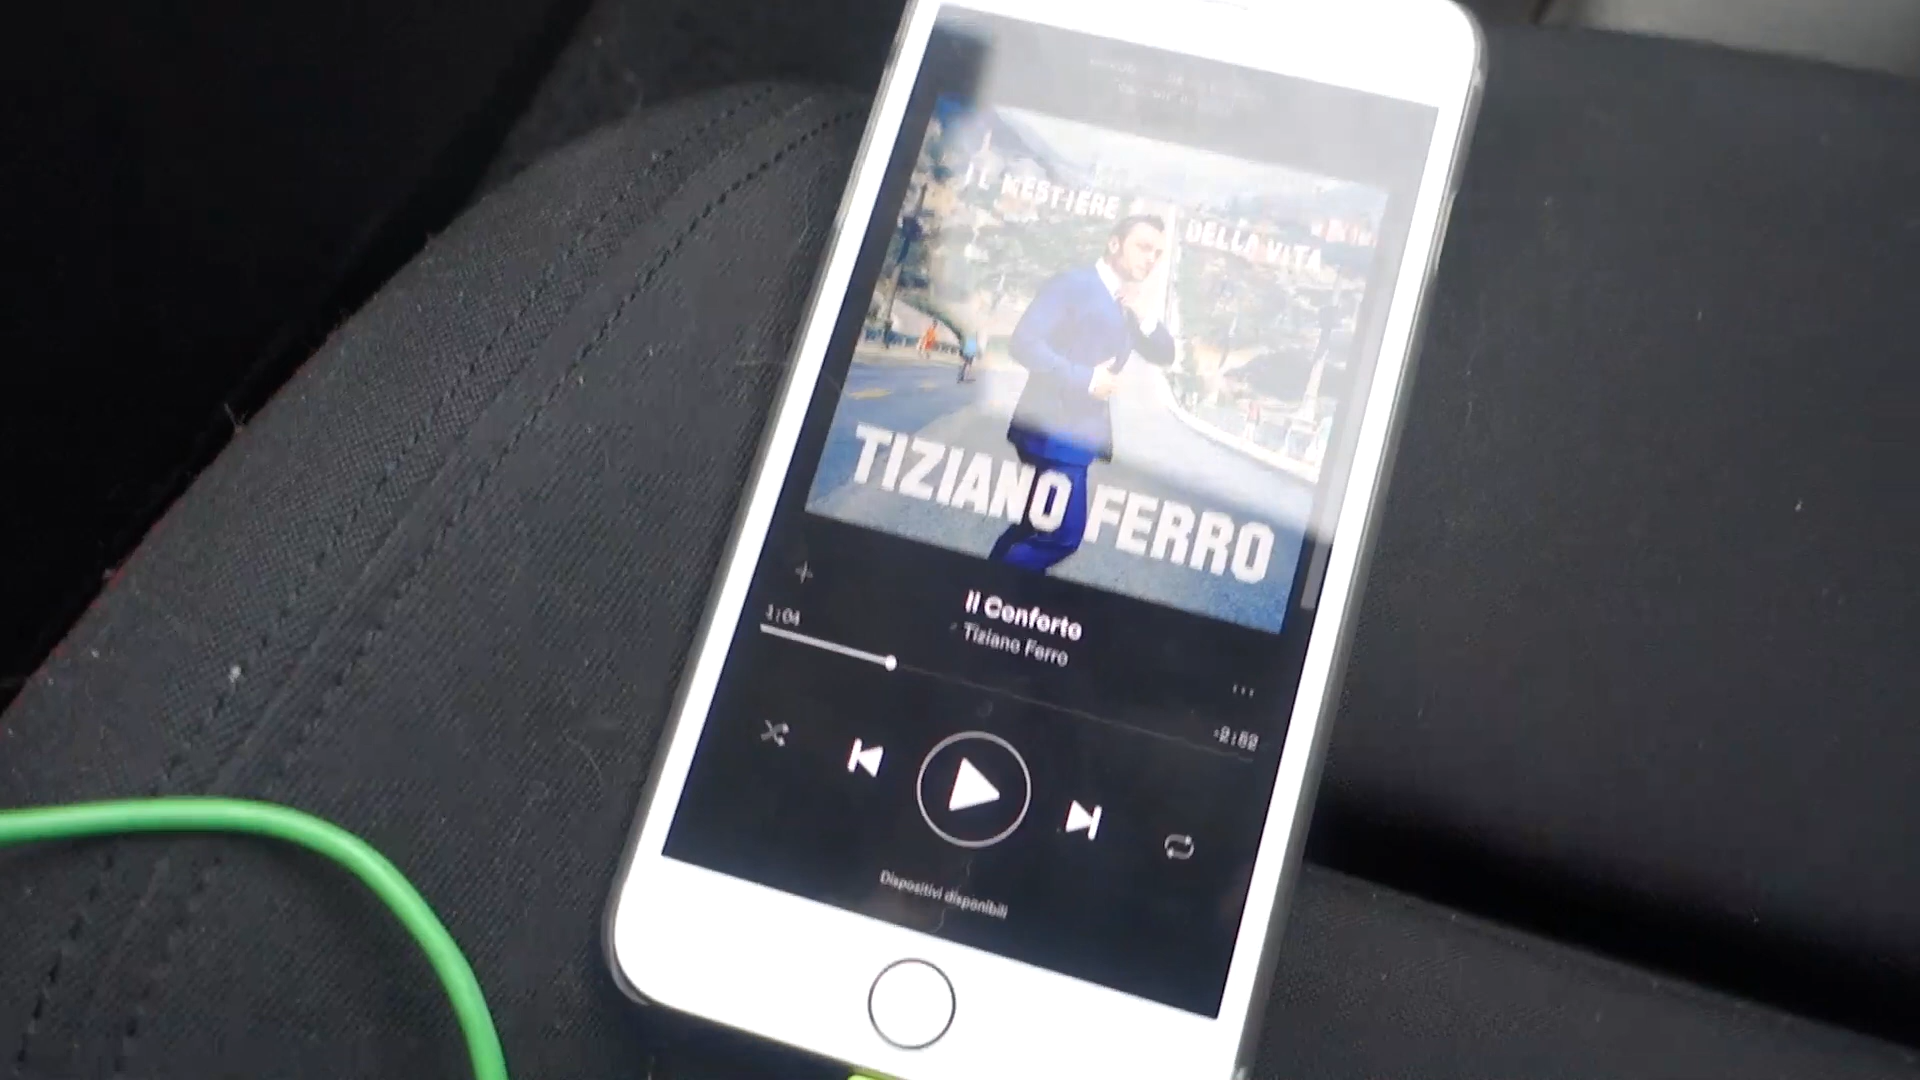 IL MESTIERE
DELLA VITA
TIZIANO FERRO
Il Conforto
Tiziano Ferro
1:04
-2:52
Dispositivi disponibili